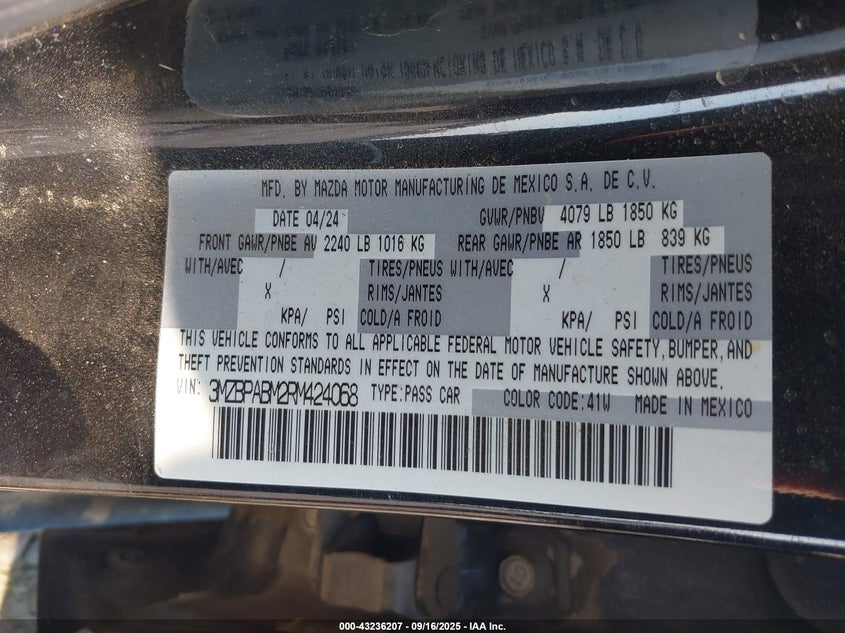 MFD. BY MAZDA MOTOR MANUFACTURING DE MEXICO S.A. DE C.V.
DATE 04/24 GVWR/PNBV 4079 LB 1850 KG
FRONT GAWR/PNBE AV 2240 LB 1016 KG REAR GAWR/PNBE AR 1850 LB 839 KG
WITH/AVEC / TIRES/PNEUS WITH/AVEC / TIRES/PNEUS
X RIMS/JANTES X RIMS/JANTES
KPA/ PSI COLD/A FROID KPA/ PSI COLD/A FROID
THIS VEHICLE CONFORMS TO ALL APPLICABLE FEDERAL MOTOR VEHICLE SAFETY, BUMPER, AND
THEFT PREVENTION STANDARDS IN EFFECT ON THE DATE OF MANUFACTURE SHOWN ABOVE.
VIN: 3MZBPABM2RM424068 TYPE:PASS CAR COLOR CODE:41W MADE IN MEXICO
000-43236207 - 09/16/2025 - IAA Inc.